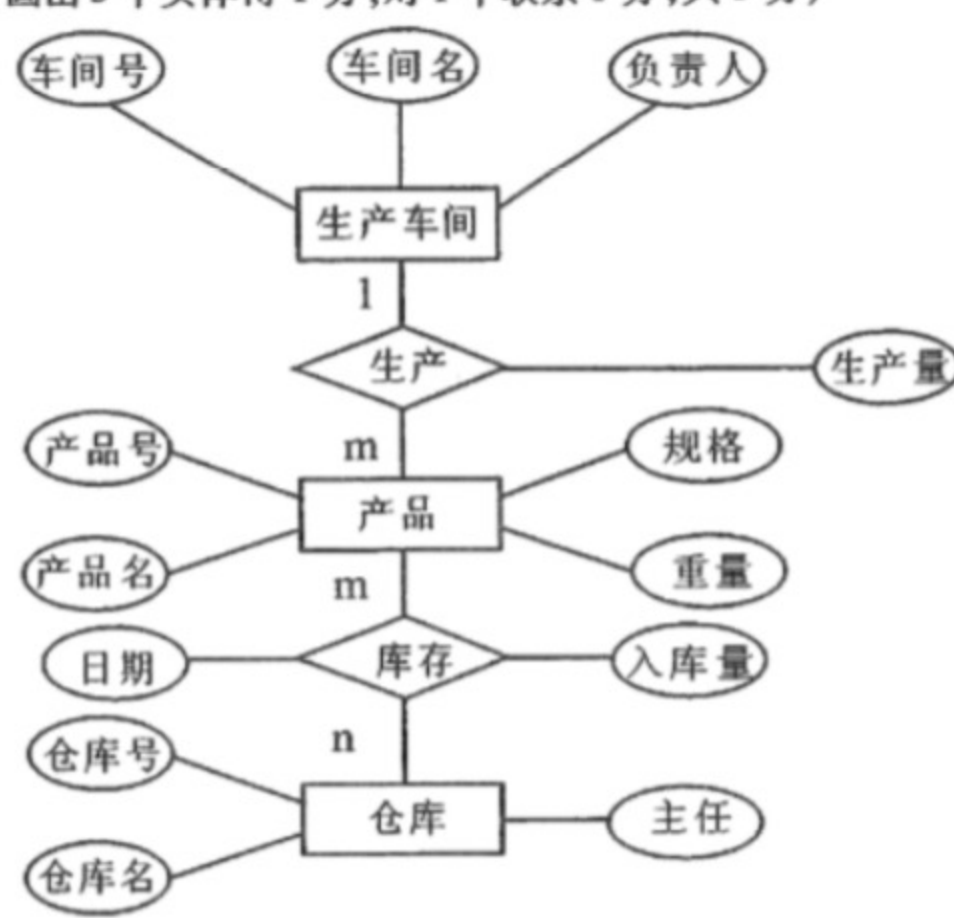 车间号 车间名 负责人
生产车间
1
生产 生产量
m
产品号 规格
产品
产品名 重量
m
日期 库存 入库量
n
仓库号
仓库 主任
仓库名